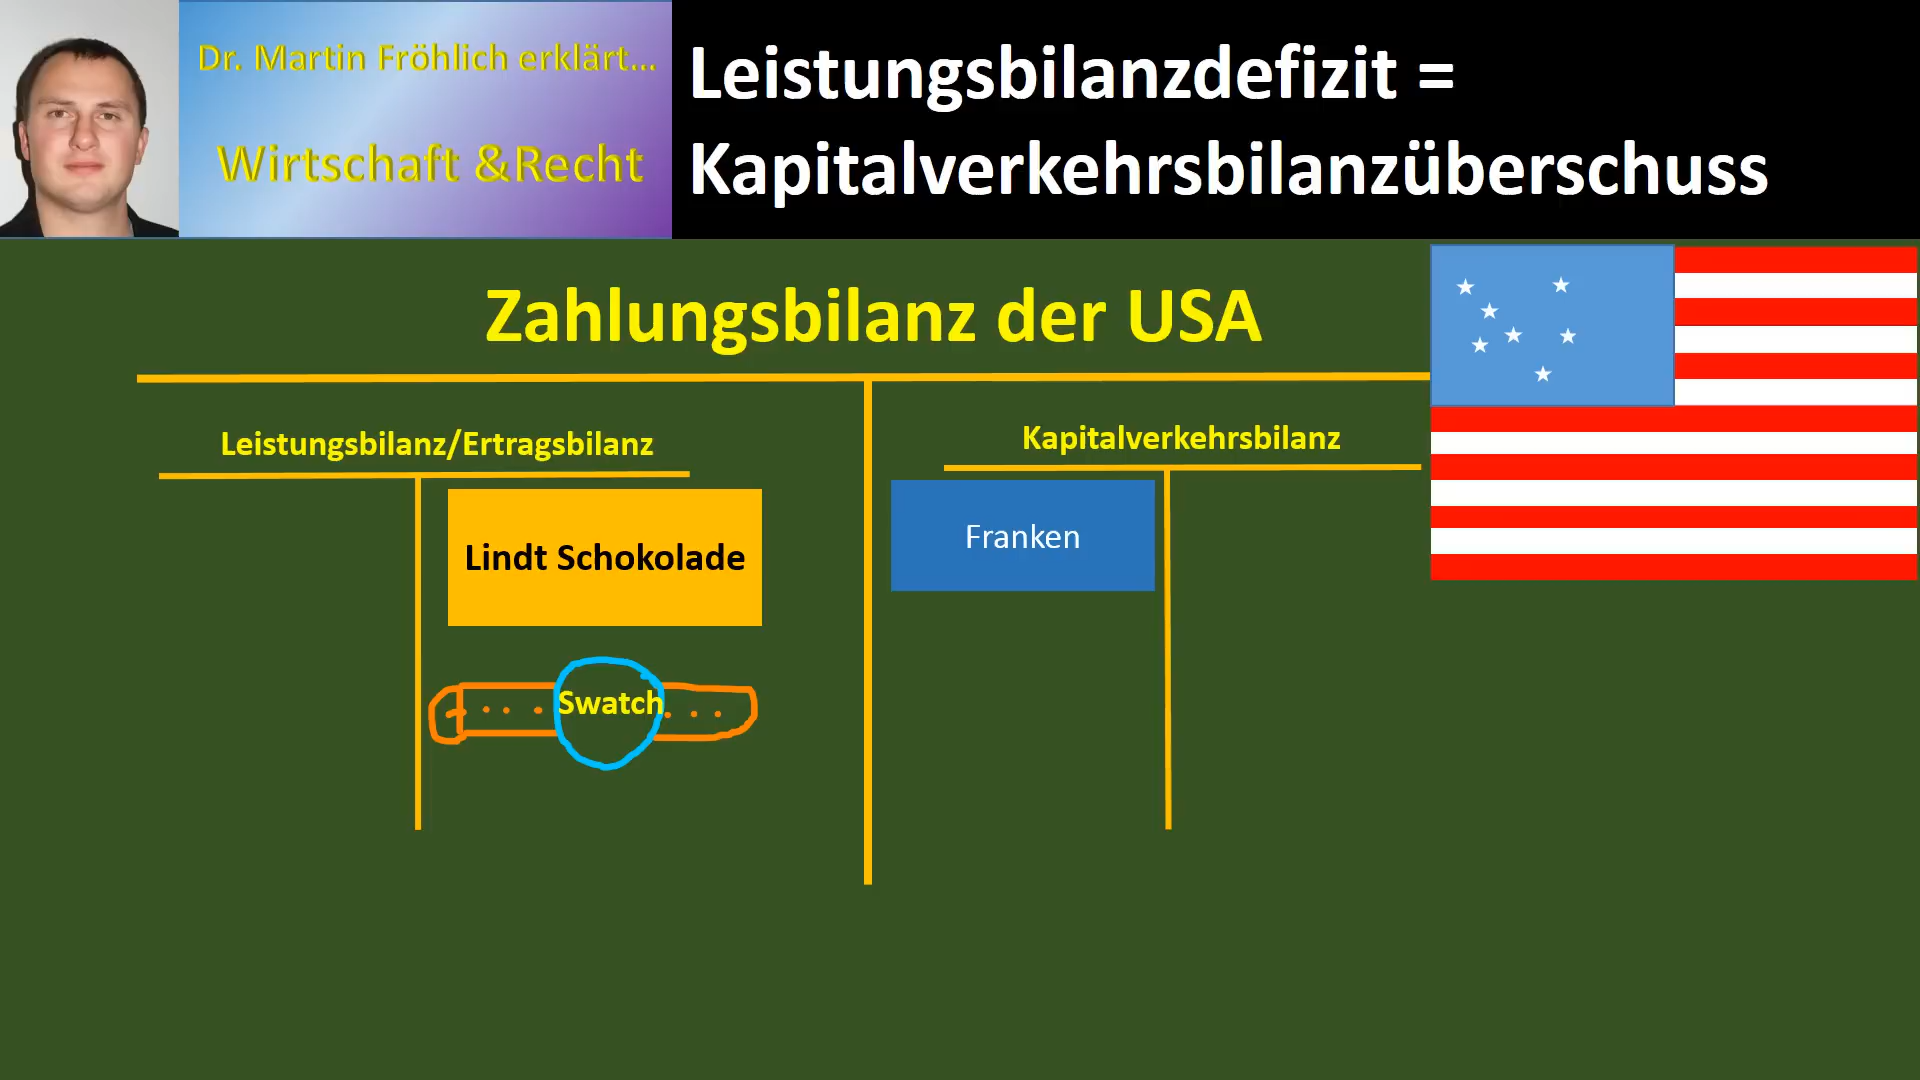 Dr. Martin Fröhlich erklärt...
Wirtschaft &Recht
Leistungsbilanzdefizit =
Kapitalverkehrsbilanzüberschuss
Zahlungsbilanz der USA
Leistungsbilanz/Ertragsbilanz
Kapitalverkehrsbilanz
Lindt Schokolade
Franken
Swatch